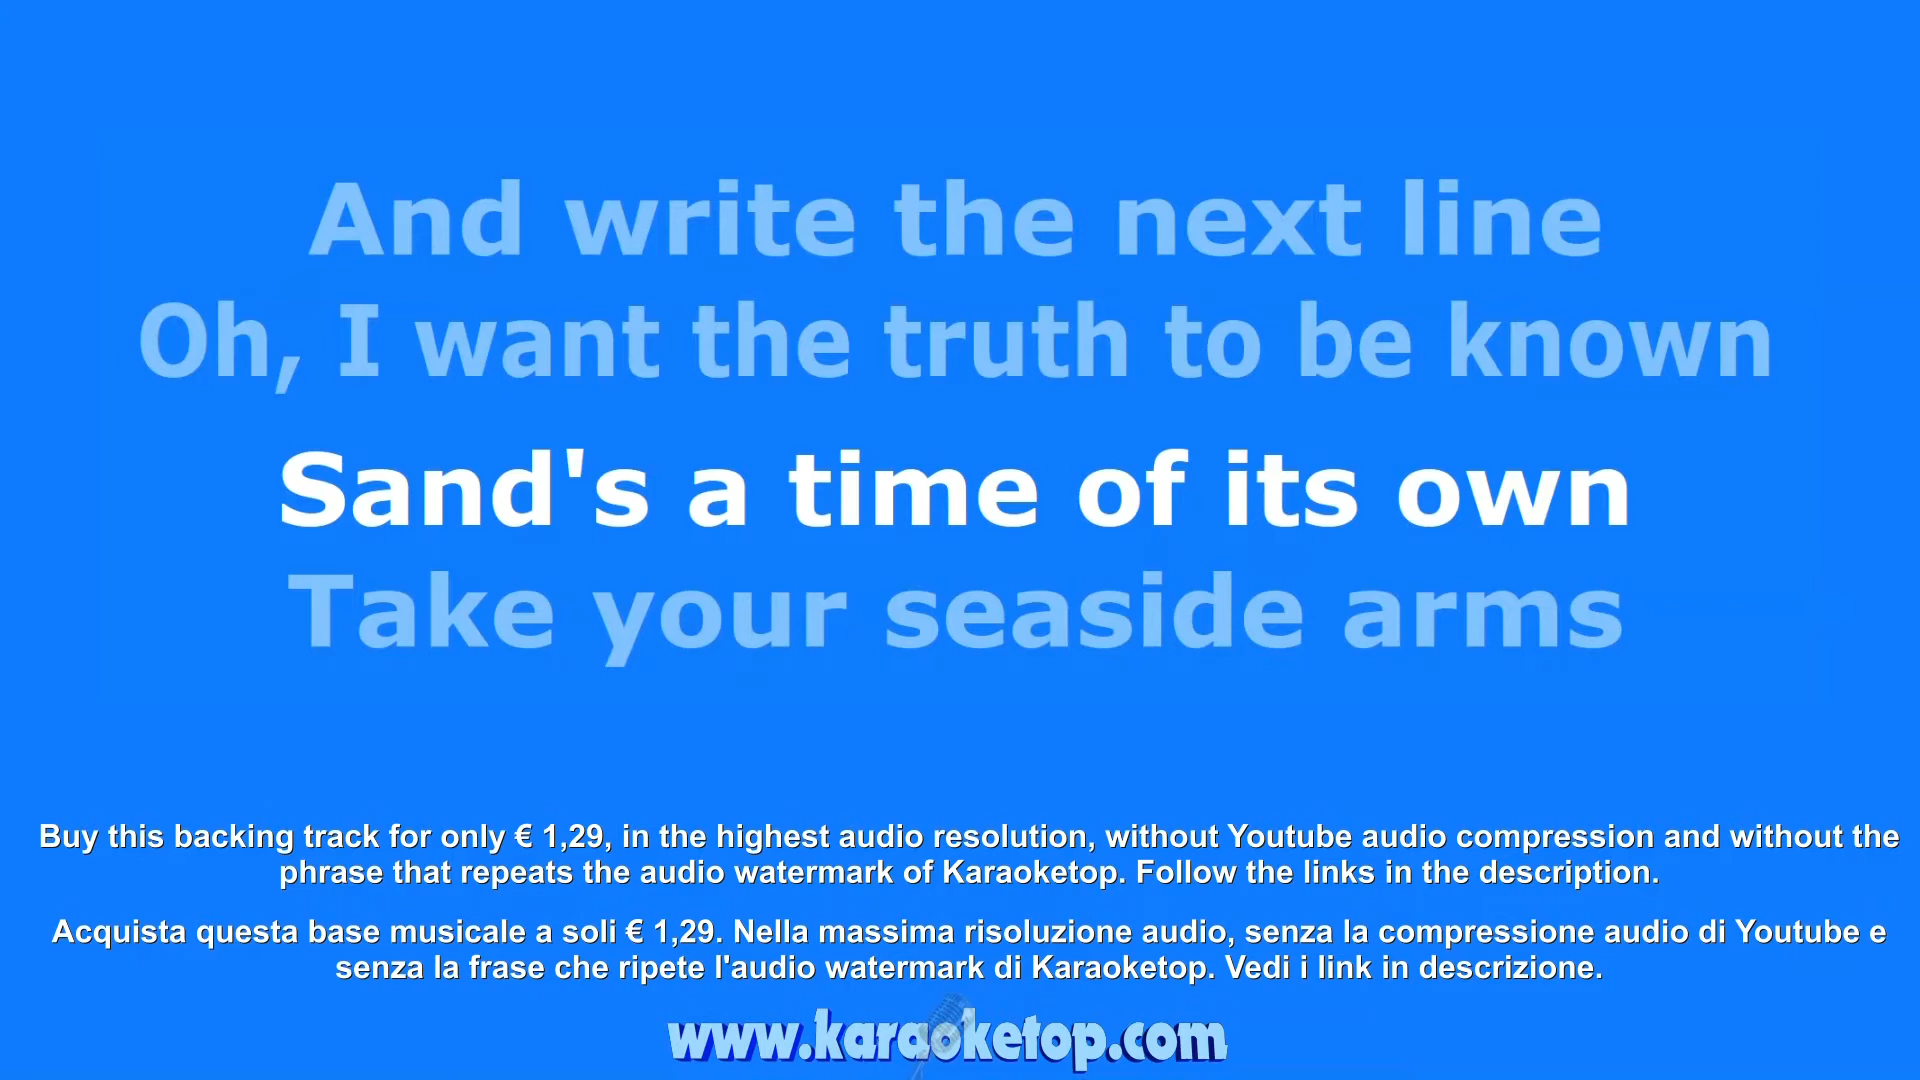 And write the next line
Oh, I want the truth to be known
Sand's a time of its own
Take your seaside arms
Buy this backing track for only € 1,29, in the highest audio resolution, without Youtube audio compression and without the
phrase that repeats the audio watermark of Karaoketop. Follow the links in the description.
Acquista questa base musicale a soli € 1,29. Nella massima risoluzione audio, senza la compressione audio di Youtube e
senza la frase che ripete l'audio watermark di Karaoketop. Vedi i link in descrizione.
www.karaoketop.com